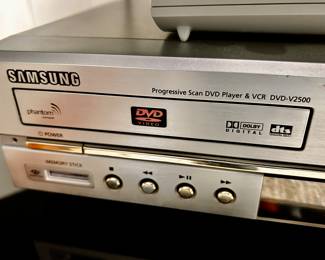 SAMSUNG
Progressive Scan DVD Player & VCR DVD-V2500
phantom
DVD
VIDEO
DOLBY
DIGITAL
dts
POWER
MEMORY STICK